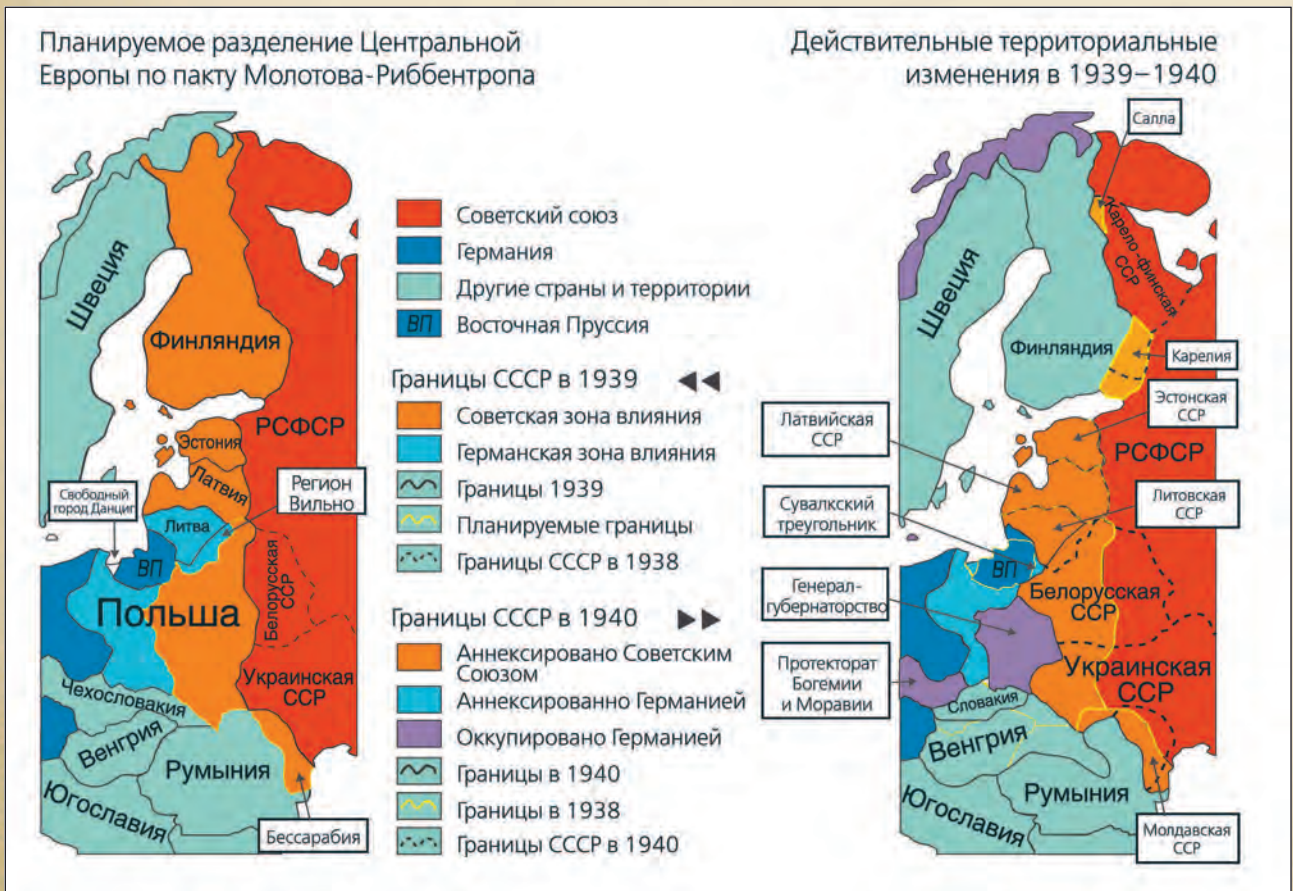 Планируемое разделение Центральной
Европы по пакту Молотова-Риббентропа
Швеция
Финляндия
Эстония
РСФСР
Латвия
Регион
Вильно
Свободный
город Данциг
Литва
ВП
Польша
Белорусская
ССР
Украинская
ССР
Чехословакия
Венгрия
Румыния
Югославия
Бессарабия
Советский союз
Германия
Другие страны и территории
ВП
Восточная Пруссия
Границы СССР в 1939
Советская зона влияния
Германская зона влияния
Границы 1939
Планируемые границы
Границы СССР в 1938
Границы СССР в 1940
Аннексировано Советским
Союзом
Аннексированно Германией
Оккупировано Германией
Границы в 1940
Границы в 1938
Границы СССР в 1940
Действительные территориальные
изменения в 1939–1940
Салла
Карело-финская
ССР
Швеция
Финляндия
Карелия
Эстонская
ССР
Латвийская
ССР
РСФСР
Сувалкский
треугольник
Литовская
ССР
ВП
Генерал-
губернаторство
Белорусская
ССР
Протекторат
Богемии
и Моравии
Украинская
ССР
Словакия
Венгрия
Румыния
Югославия
Молдавская
ССР